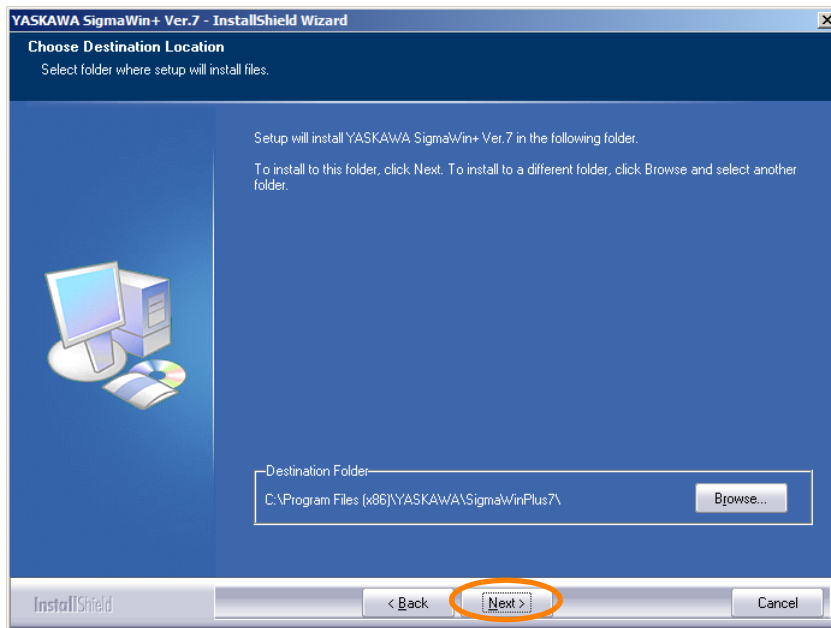 YASKAWA SigmaWin+ Ver.7 - InstallShield Wizard
Choose Destination Location
Select folder where setup will install files.
Setup will install YASKAWA SigmaWin+ Ver.7 in the following folder.
To install to this folder, click Next. To install to a different folder, click Browse and select another
folder.
Destination Folder
C:\Program Files (x86)\YASKAWA\SigmaWinPlus7\
Browse...
InstallShield
< Back
Next >
Cancel